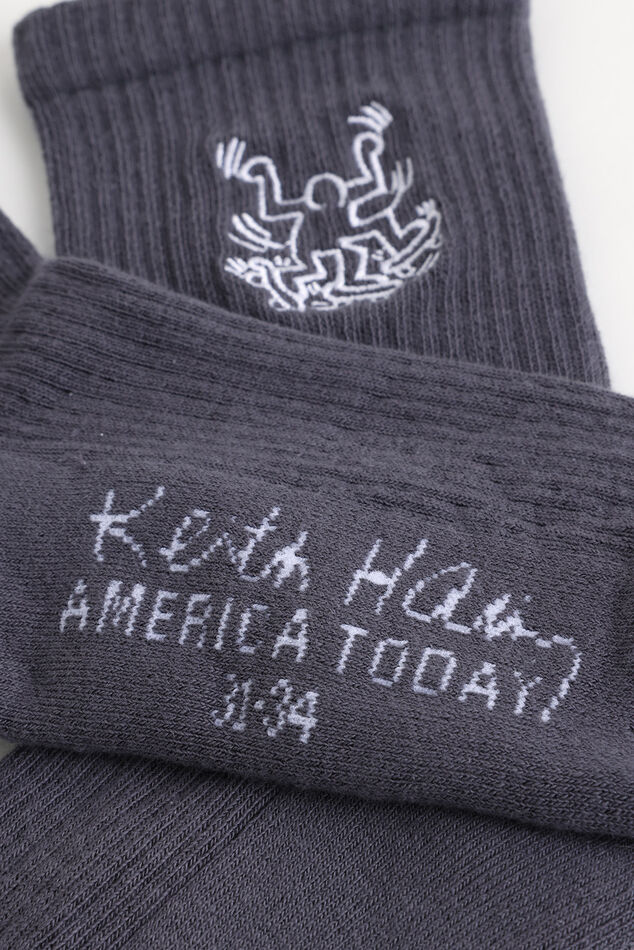 Keith Haring
AMERICA TODAY
31-34